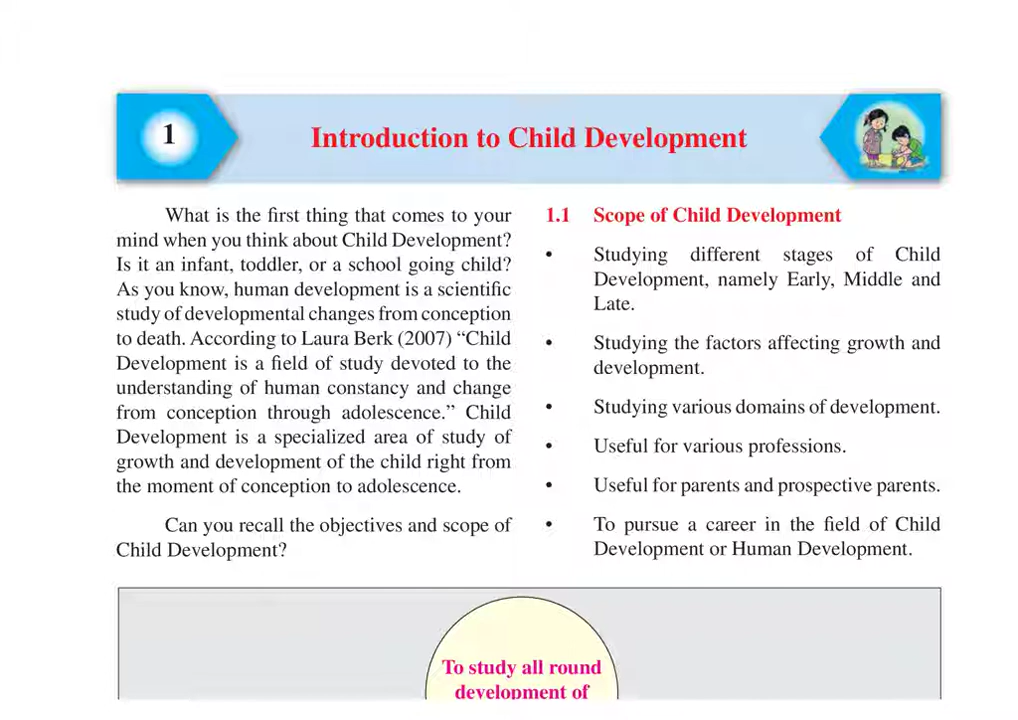 1
Introduction to Child Development
What is the first thing that comes to your
mind when you think about Child Development?
Is it an infant, toddler, or a school going child?
As you know, human development is a scientific
study of developmental changes from conception
to death. According to Laura Berk (2007) “Child
Development is a field of study devoted to the
understanding of human constancy and change
from conception through adolescence.” Child
Development is a specialized area of study of
growth and development of the child right from
the moment of conception to adolescence.
Can you recall the objectives and scope of
Child Development?
1.1 Scope of Child Development
• Studying different stages of Child
Development, namely Early, Middle and
Late.
• Studying the factors affecting growth and
development.
• Studying various domains of development.
• Useful for various professions.
• Useful for parents and prospective parents.
• To pursue a career in the field of Child
Development or Human Development.
To study all round
development of